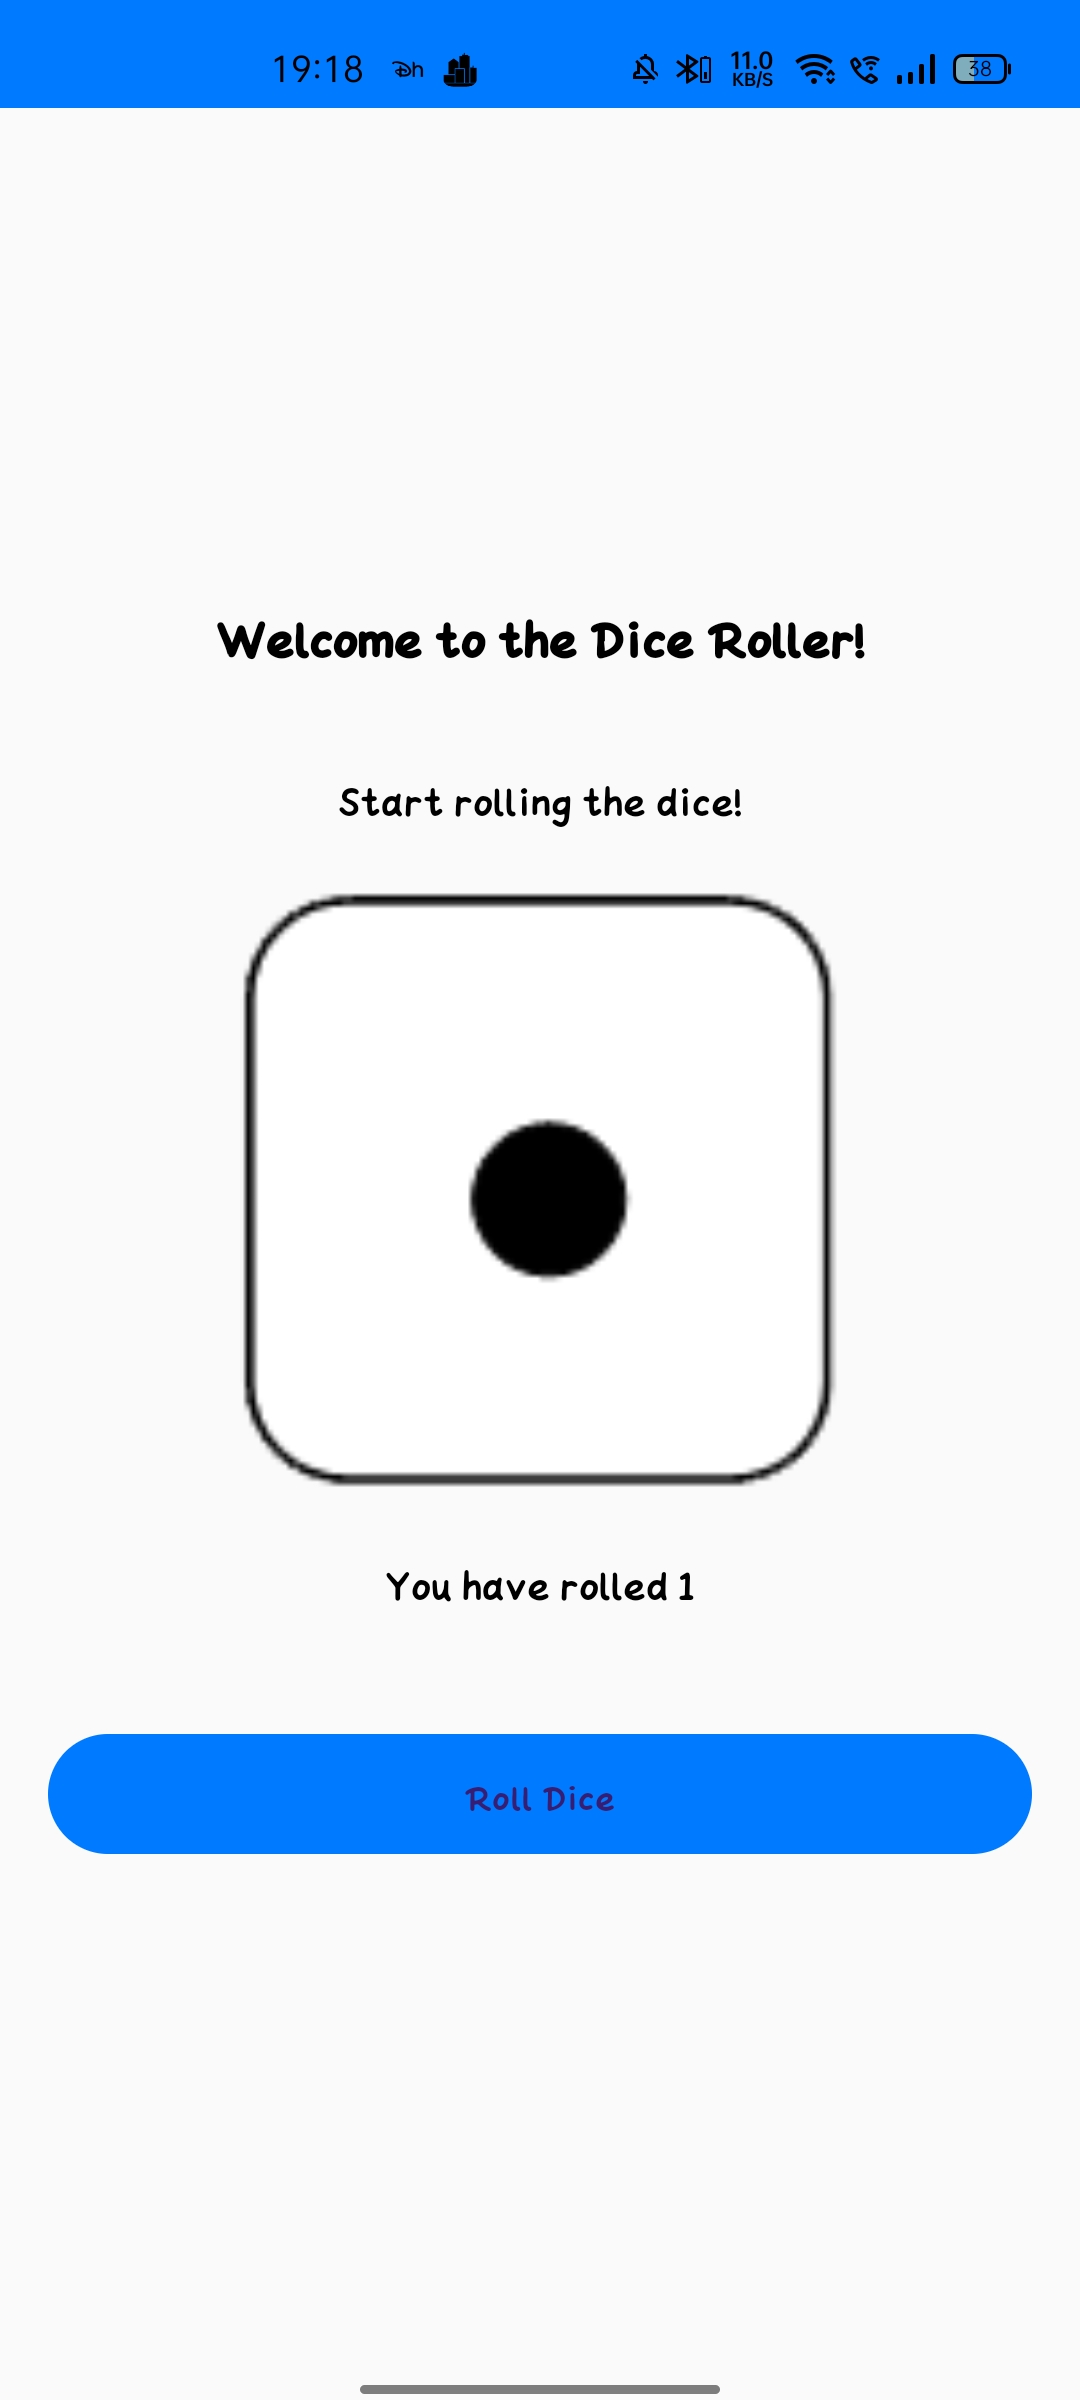 19:18 Dh 11.0 KB/S 38
Welcome to the Dice Roller!
Start rolling the dice!
You have rolled 1
Roll Dice